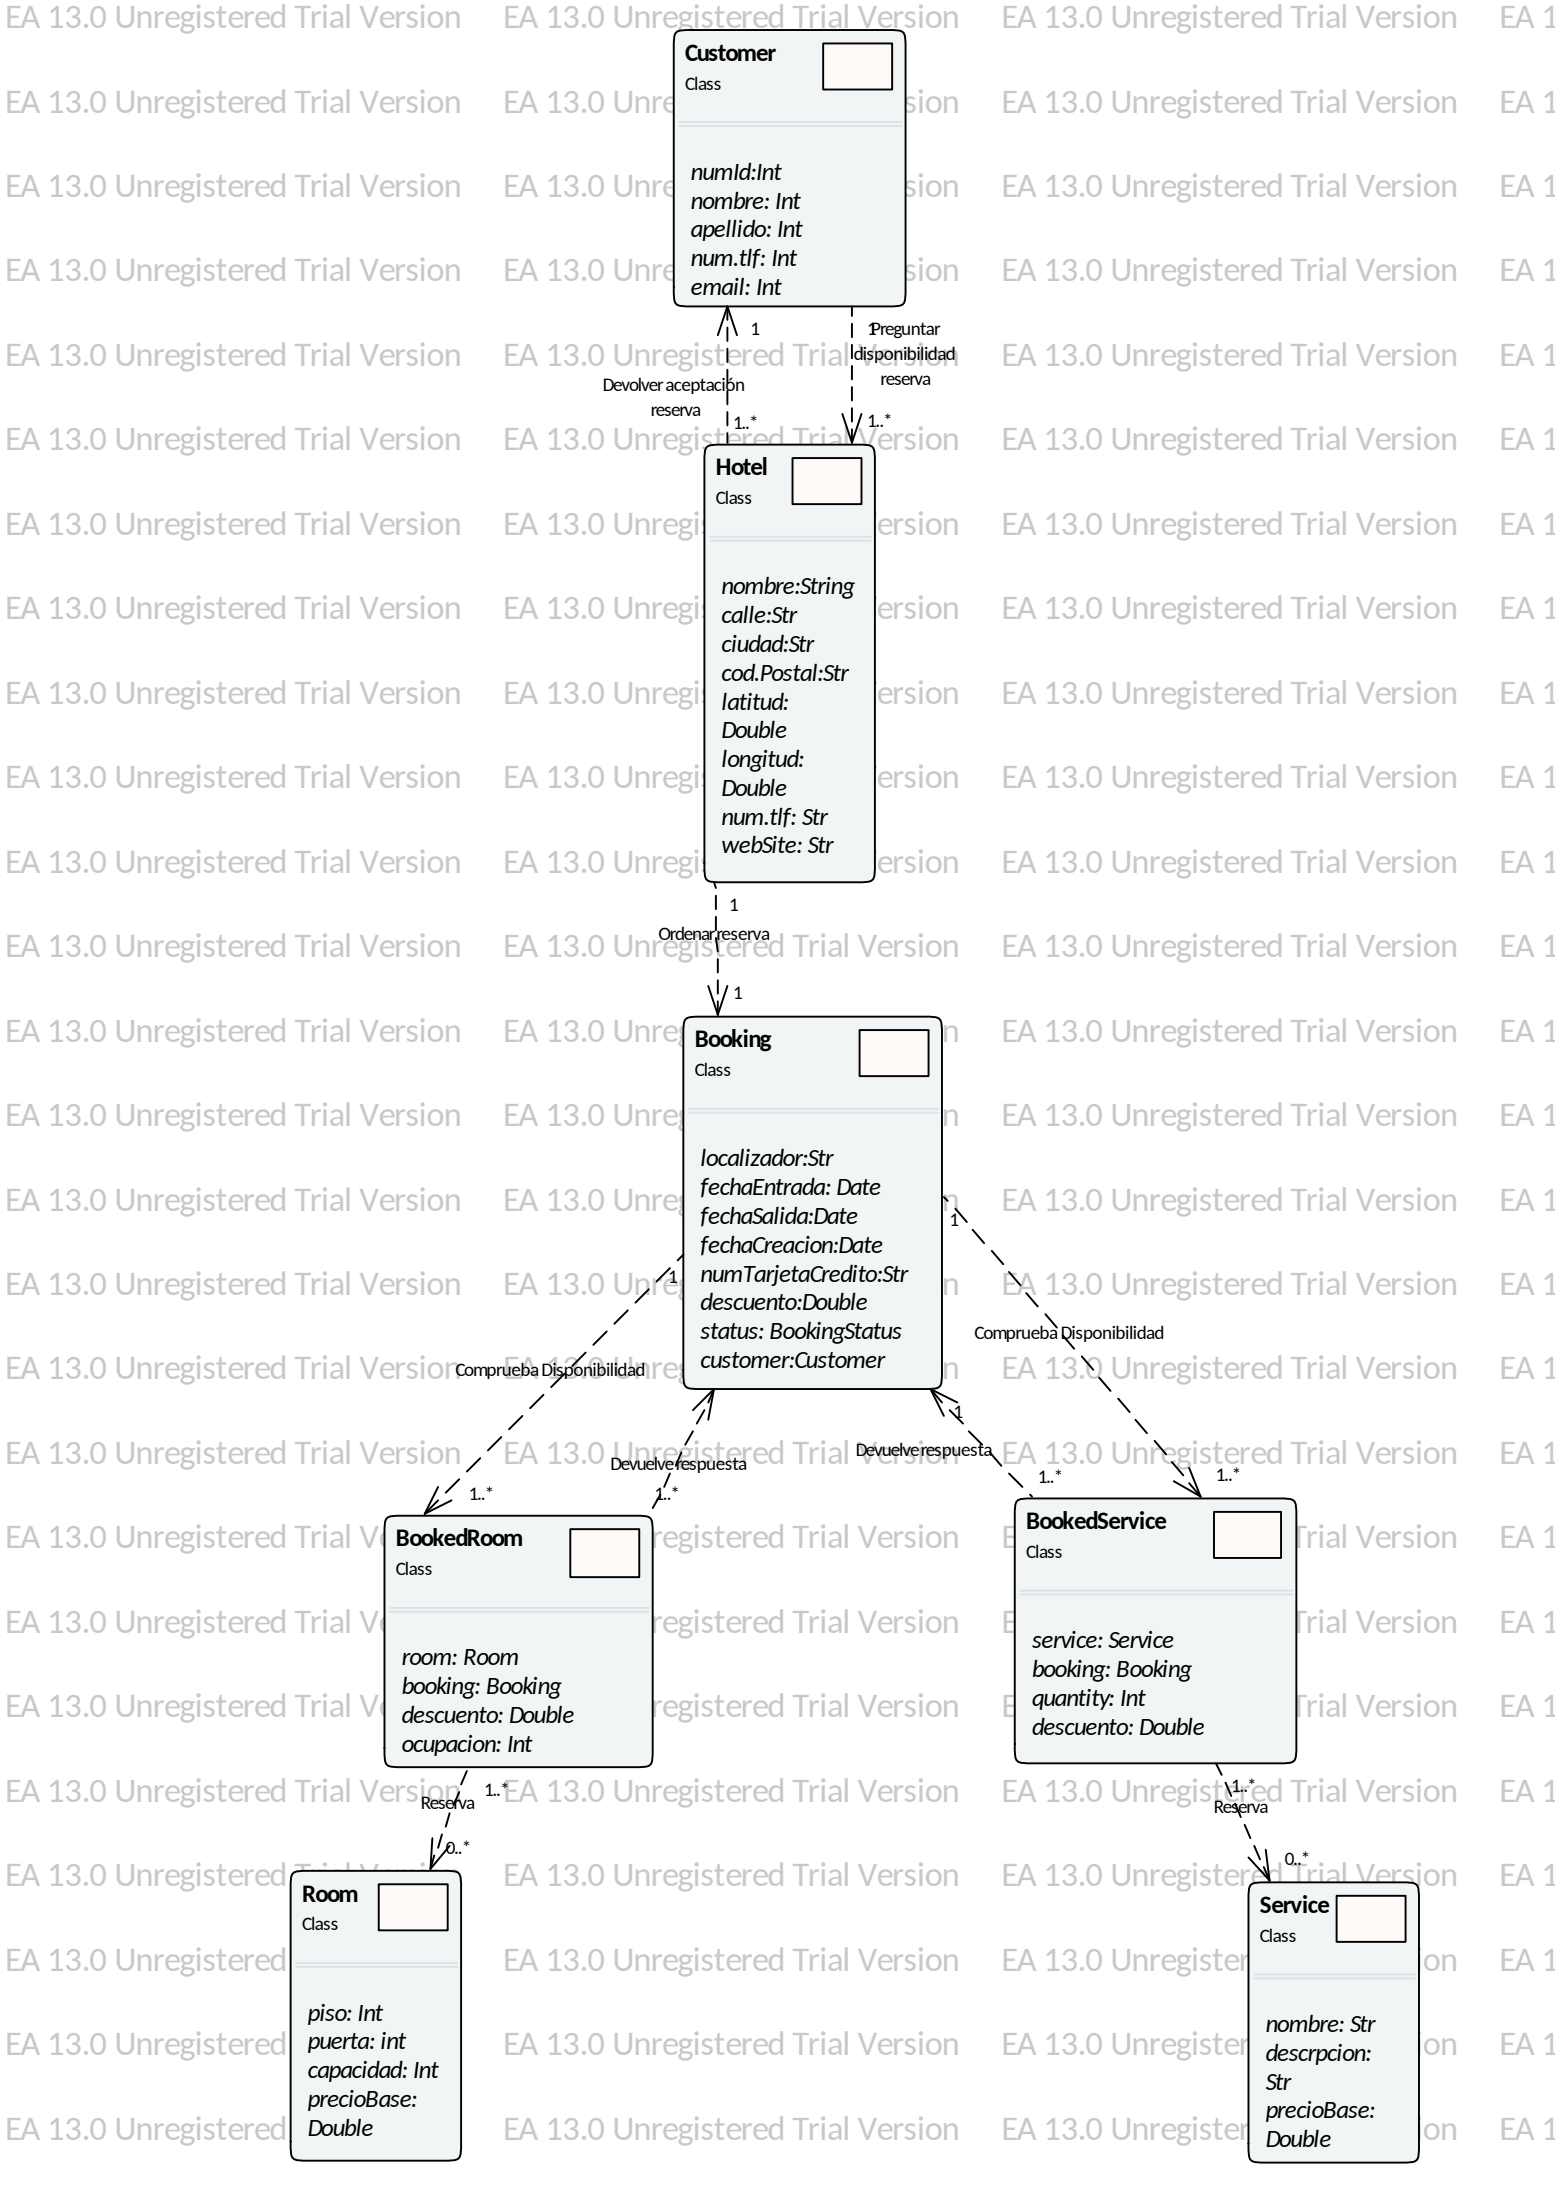 EA 13.0 Unregistered Trial Version
Customer
Class
numId:Int
nombre: Int
apellido: Int
num.tlf: Int
email: Int
1
1
Preguntar
disponibilidad
reserva
Devolver aceptación
reserva
1..*
1..*
Hotel
Class
nombre:String
calle:Str
ciudad:Str
cod.Postal:Str
latitud:
Double
longitud:
Double
num.tlf: Str
webSite: Str
1
Ordenar reserva
1
Booking
Class
localizador:Str
fechaEntrada: Date
fechaSalida:Date
fechaCreacion:Date
numTarjetaCredito:Str
descuento:Double
status: BookingStatus
customer:Customer
1
1
Comprueba Disponibilidad
Comprueba Disponibilidad
1
Devuelve respuesta
Devuelve respuesta
1..*
1..*
1..*
1..*
BookedRoom
Class
room: Room
booking: Booking
descuento: Double
ocupacion: Int
BookedService
Class
service: Service
booking: Booking
quantity: Int
descuento: Double
1..*
Reserva
0..*
1..*
Reserva
0..*
Room
Class
piso: Int
puerta: int
capacidad: Int
precioBase:
Double
Service
Class
nombre: Str
descrpcion:
Str
precioBase:
Double